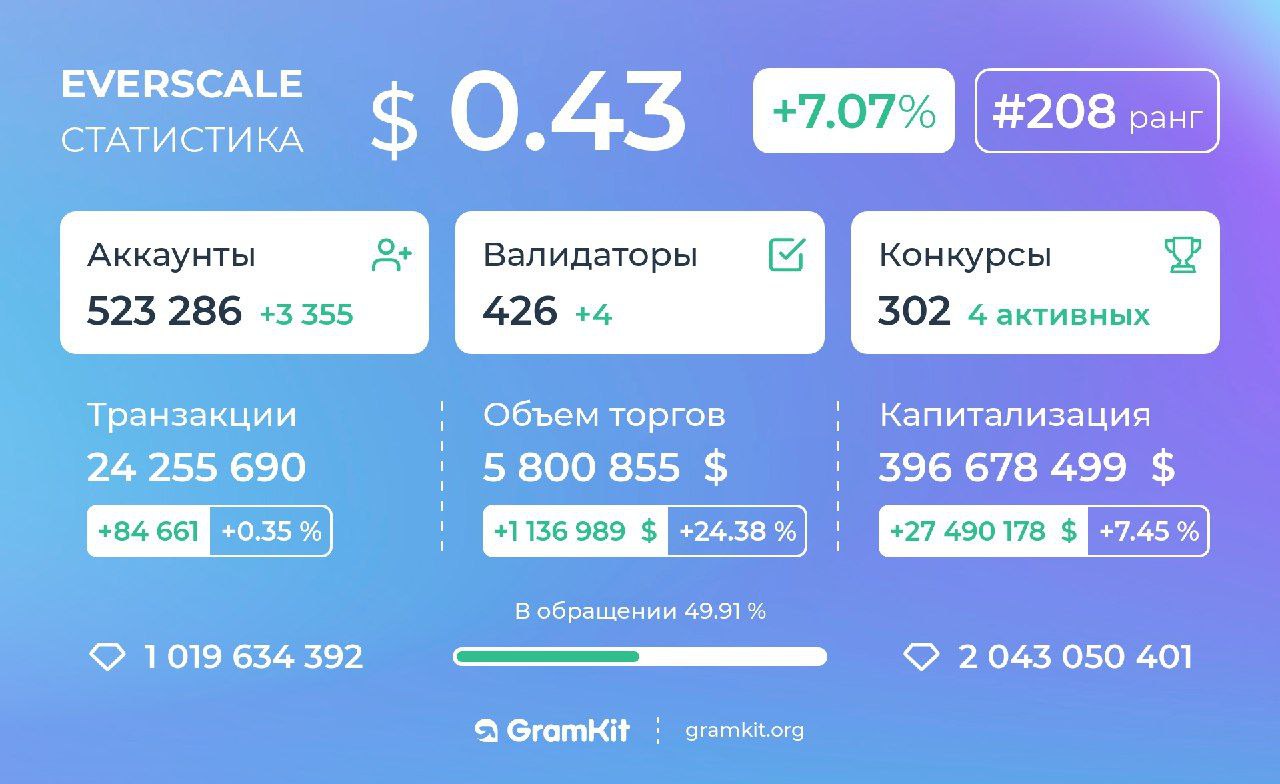 EVERSCALE
СТАТИСТИКА
$ 0.43
+7.07%
#208 ранг
Аккаунты
523 286 +3 355
Валидаторы
426 +4
Конкурсы
302 4 активных
Транзакции
24 255 690
+84 661 +0.35 %
Объем торгов
5 800 855 $
+1 136 989 $ +24.38 %
Капитализация
396 678 499 $
+27 490 178 $ +7.45 %
В обращении 49.91 %
1 019 634 392
2 043 050 401
GramKit
gramkit.org